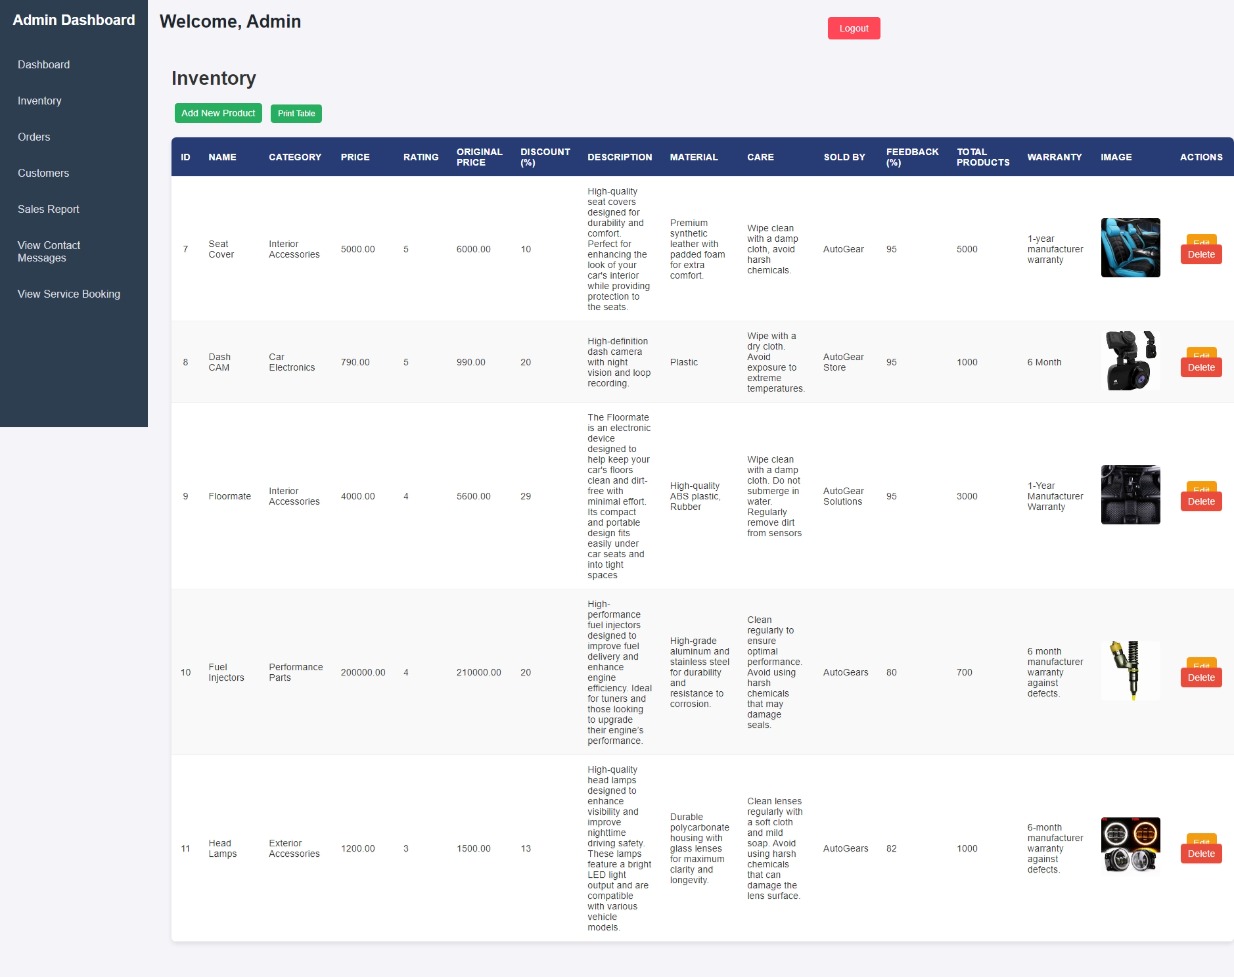 Admin Dashboard
Dashboard
Inventory
Orders
Customers
Sales Report
View Contact
Messages
View Service Booking
Welcome, Admin
Logout
Inventory
Add New Product
Print Table
ID
NAME
CATEGORY
PRICE
RATING
ORIGINAL
PRICE
DISCOUNT
(%)
DESCRIPTION
MATERIAL
CARE
SOLD BY
FEEDBACK
(%)
TOTAL
PRODUCTS
WARRANTY
IMAGE
ACTIONS
7
Seat
Cover
Interior
Accessories
5000.00
5
6000.00
10
High-quality
seat covers
designed for
durability and
comfort.
Perfect for
enhancing the
look of your
car's interior
while providing
protection to
the seats.
Premium
synthetic
leather with
padded foam
for extra
comfort.
Wipe clean
with a damp
cloth, avoid
harsh
chemicals.
AutoGear
95
5000
1-year
manufacturer
warranty
Edit
Delete
8
Dash
CAM
Car
Electronics
790.00
5
990.00
20
High-definition
dash camera
with night
vision and loop
recording.
Plastic
Wipe with a
dry cloth.
Avoid
exposure to
extreme
temperatures.
AutoGear
Store
95
1000
6 Month
Edit
Delete
9
Floormate
Interior
Accessories
4000.00
4
5600.00
29
The Floormate
is an electronic
device
designed to
help keep your
car's floors
clean and dirt-
free with
minimal effort.
Its compact
and portable
design fits
easily under
car seats and
into tight
spaces
High-quality
ABS plastic,
Rubber
Wipe clean
with a damp
cloth. Do not
submerge in
water.
Regularly
remove dirt
from sensors
AutoGear
Solutions
95
3000
1-Year
Manufacturer
Warranty
Edit
Delete
10
Fuel
Injectors
Performance
Parts
200000.00
4
210000.00
20
High-
performance
fuel injectors
designed to
improve fuel
delivery and
enhance
engine
efficiency. Ideal
for tuners and
those looking
to upgrade
their engine's
performance.
High-grade
aluminum and
stainless steel
for durability
and
resistance to
corrosion.
Clean
regularly to
ensure
optimal
performance.
Avoid using
harsh
chemicals
that may
damage
seals.
AutoGears
80
700
6 month
manufacturer
warranty
against
defects.
Edit
Delete
11
Head
Lamps
Exterior
Accessories
1200.00
3
1500.00
13
High-quality
head lamps
designed to
enhance
visibility and
improve
nighttime
driving safety.
These lamps
feature a bright
LED light
output and are
compatible
with various
vehicle
models.
Durable
polycarbonate
housing with
glass lenses
for maximum
clarity and
longevity.
Clean lenses
regularly with
a soft cloth
and mild
soap. Avoid
using harsh
chemicals
that can
damage the
lens surface.
AutoGears
82
1000
6-month
manufacturer
warranty
against
defects.
Edit
Delete